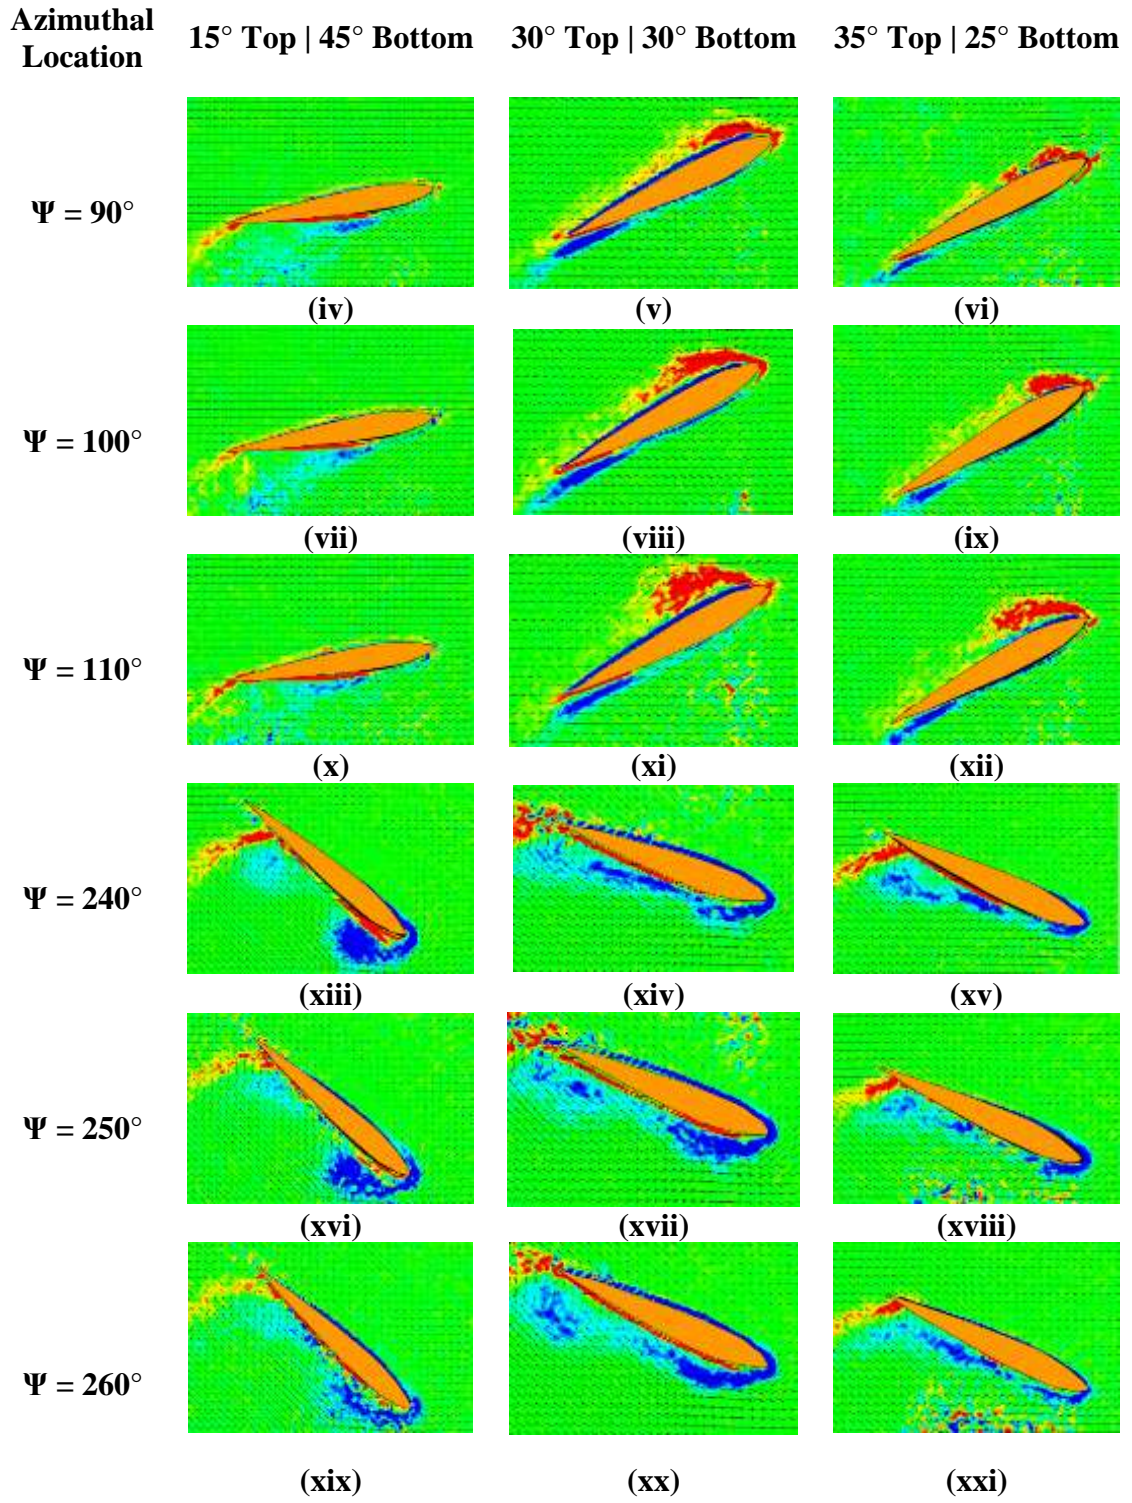 Azimuthal
Location
15° Top | 45° Bottom
30° Top | 30° Bottom
35° Top | 25° Bottom
Ψ = 90°
(iv)
(v)
(vi)
Ψ = 100°
(vii)
(viii)
(ix)
Ψ = 110°
(x)
(xi)
(xii)
Ψ = 240°
(xiii)
(xiv)
(xv)
Ψ = 250°
(xvi)
(xvii)
(xviii)
Ψ = 260°
(xix)
(xx)
(xxi)